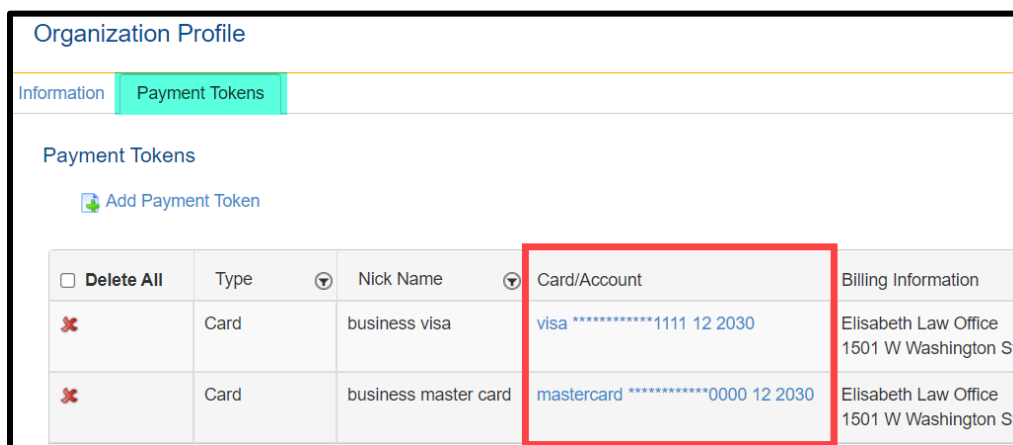 Organization Profile
Information Payment Tokens
Payment Tokens
Add Payment Token
Delete All Type Nick Name Card/Account Billing Information
Card business visa visa ************1111 12 2030 Elisabeth Law Office
1501 W Washington S
Card business master card mastercard ************0000 12 2030 Elisabeth Law Office
1501 W Washington S